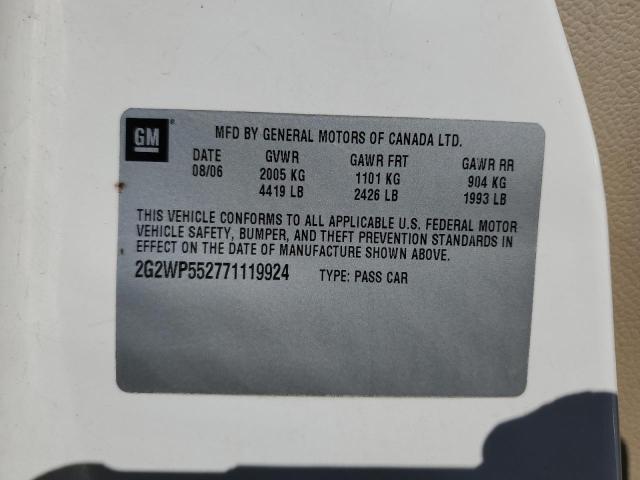 GM
MFD BY GENERAL MOTORS OF CANADA LTD.
DATE GVWR GAWR FRT GAWR RR
08/06 2005 KG 1101 KG 904 KG
4419 LB 2426 LB 1993 LB
THIS VEHICLE CONFORMS TO ALL APPLICABLE U.S. FEDERAL MOTOR
VEHICLE SAFETY, BUMPER, AND THEFT PREVENTION STANDARDS IN
EFFECT ON THE DATE OF MANUFACTURE SHOWN ABOVE.
2G2WP552771119924 TYPE: PASS CAR